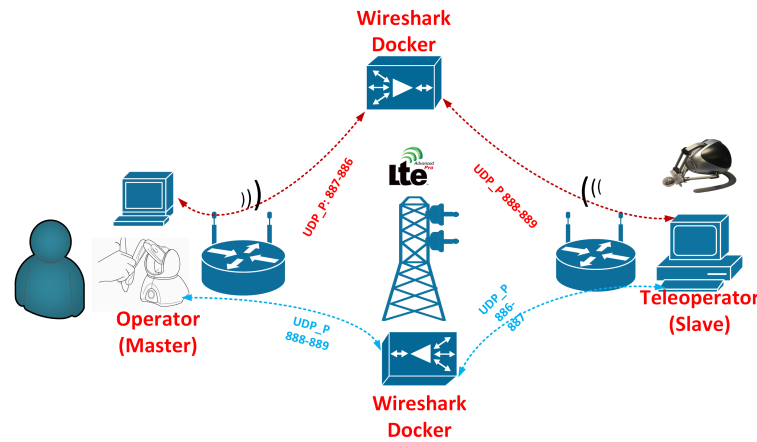 Wireshark
Docker
Advanced
Pro
LTE
UDP_P: 887-886
UDP_P 888-889
Operator
(Master)
UDP_P
888-889
UDP_P
886-
887
Teleoperator
(Slave)
Wireshark
Docker